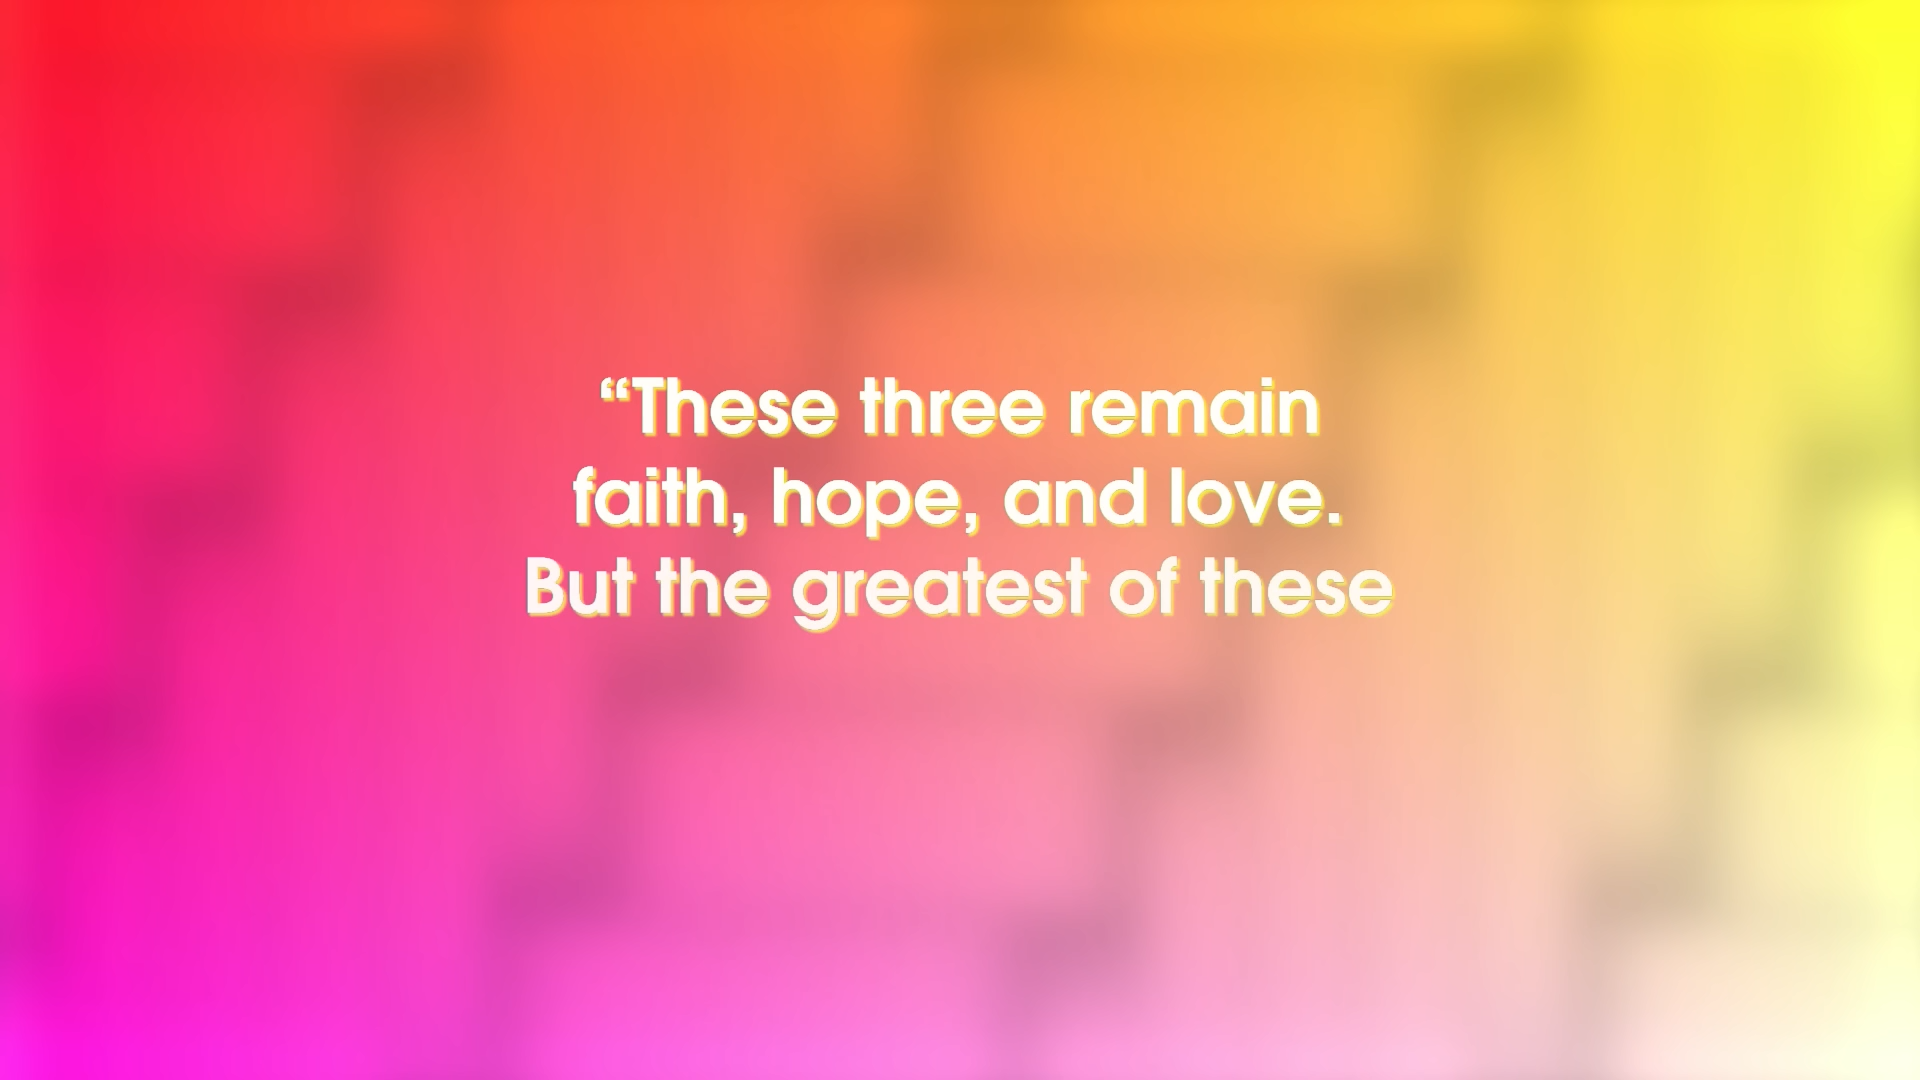 “These three remain
faith, hope, and love.
But the greatest of these